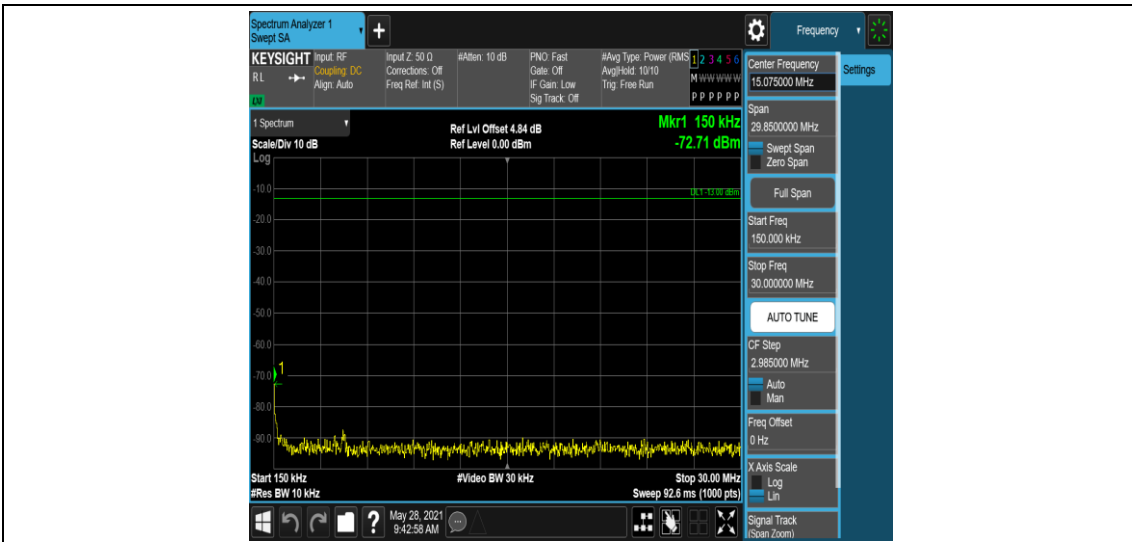 Spectrum Analyzer 1
Swept SA
+
Frequency
KEYSIGHT
RL
LXI
Input: RF
Coupling: DC
Align: Auto
Input Z: 50 Ω
Corrections: Off
Freq Ref: Int (S)
#Atten: 10 dB
PNO: Fast
Gate: Off
IF Gain: Low
Sig Track: Off
#Avg Type: Power (RMS
Avg|Hold: 10/10
Trig: Free Run
1 2 3 4 5 6
M W W W W W
P P P P P P
1 Spectrum
Scale/Div 10 dB
Log
Ref Lvl Offset 4.84 dB
Ref Level 0.00 dBm
Mkr1 150 kHz
-72.71 dBm
DL1 -13.00 dBm
-10.0
-20.0
-30.0
-40.0
-50.0
-60.0
-70.0
-80.0
-90.0
1
Start 150 kHz
#Res BW 10 kHz
#Video BW 30 kHz
Stop 30.00 MHz
Sweep 92.6 ms (1000 pts)
?
May 28, 2021
9:42:58 AM
Center Frequency
15.075000 MHz
Settings
Span
29.8500000 MHz
Swept Span
Zero Span
Full Span
Start Freq
150.000 kHz
Stop Freq
30.000000 MHz
AUTO TUNE
CF Step
2.985000 MHz
Auto
Man
Freq Offset
0 Hz
X Axis Scale
Log
Lin
Signal Track
(Span Zoom)